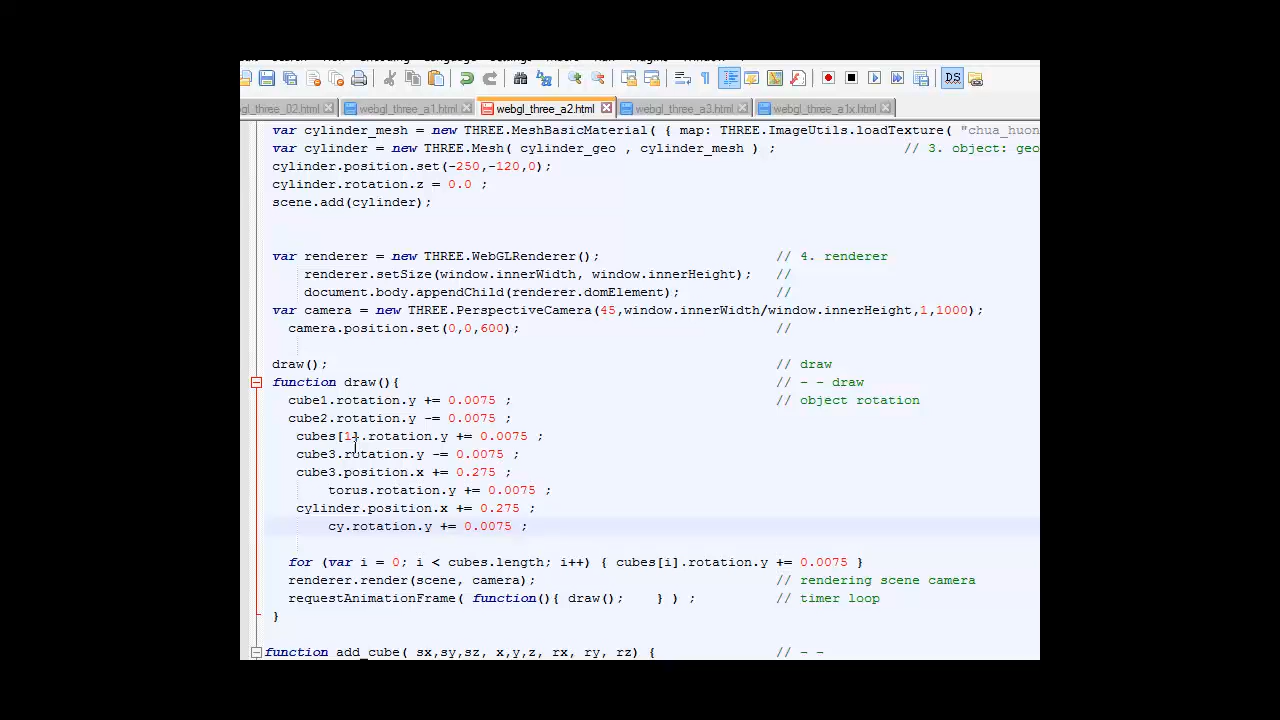 gl_three_02.html webgl_three_a1.html webgl_three_a2.html webgl_three_a3.html webgl_three_a1x.html
var cylinder_mesh = new THREE.MeshBasicMaterial( { map: THREE.ImageUtils.loadTexture( "chua_huon
var cylinder = new THREE.Mesh( cylinder_geo , cylinder_mesh ) ; // 3. object: geo
cylinder.position.set(-250,-120,0);
cylinder.rotation.z = 0.0 ;
scene.add(cylinder);
var renderer = new THREE.WebGLRenderer(); // 4. renderer
renderer.setSize(window.innerWidth, window.innerHeight); //
document.body.appendChild(renderer.domElement); //
var camera = new THREE.PerspectiveCamera(45,window.innerWidth/window.innerHeight,1,1000);
camera.position.set(0,0,600); //
draw(); // draw
function draw(){ // - - draw
cube1.rotation.y += 0.0075 ; // object rotation
cube2.rotation.y -= 0.0075 ;
cubes[1].rotation.y += 0.0075 ;
cube3.rotation.y -= 0.0075 ;
cube3.position.x += 0.275 ;
torus.rotation.y += 0.0075 ;
cylinder.position.x += 0.275 ;
cy.rotation.y += 0.0075 ;
for (var i = 0; i < cubes.length; i++) { cubes[i].rotation.y += 0.0075 }
renderer.render(scene, camera); // rendering scene camera
requestAnimationFrame( function(){ draw(); } ) ; // timer loop
}
function add_cube( sx,sy,sz, x,y,z, rx, ry, rz) { // - -